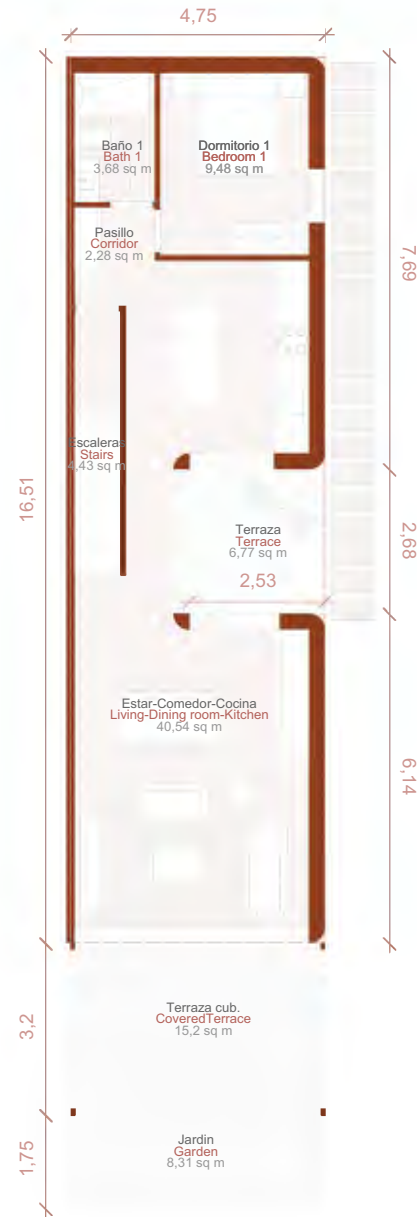 4,75
Baño 1
Bath 1
3,68 sq m
Dormitorio 1
Bedroom 1
9,48 sq m
Pasillo
Corridor
2,28 sq m
7,69
Escaleras
Stairs
4,43 sq m
16,51
Terraza
Terrace
6,77 sq m
2,68
2,53
Estar-Comedor-Cocina
Living-Dining room-Kitchen
40,54 sq m
6,14
Terraza cub.
CoveredTerrace
15,2 sq m
3,2
Jardin
Garden
8,31 sq m
1,75